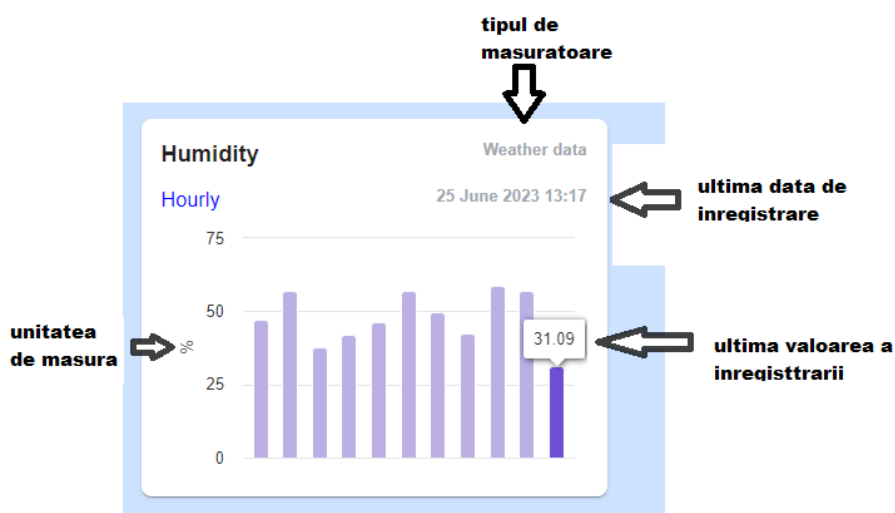 tipul de
masuratoare
Humidity
Weather data
Hourly
25 June 2023 13:17
ultima data de
inregistrare
75
50
25
0
%
31.09
unitatea
de masura
ultima valoarea a
inregisttrarii